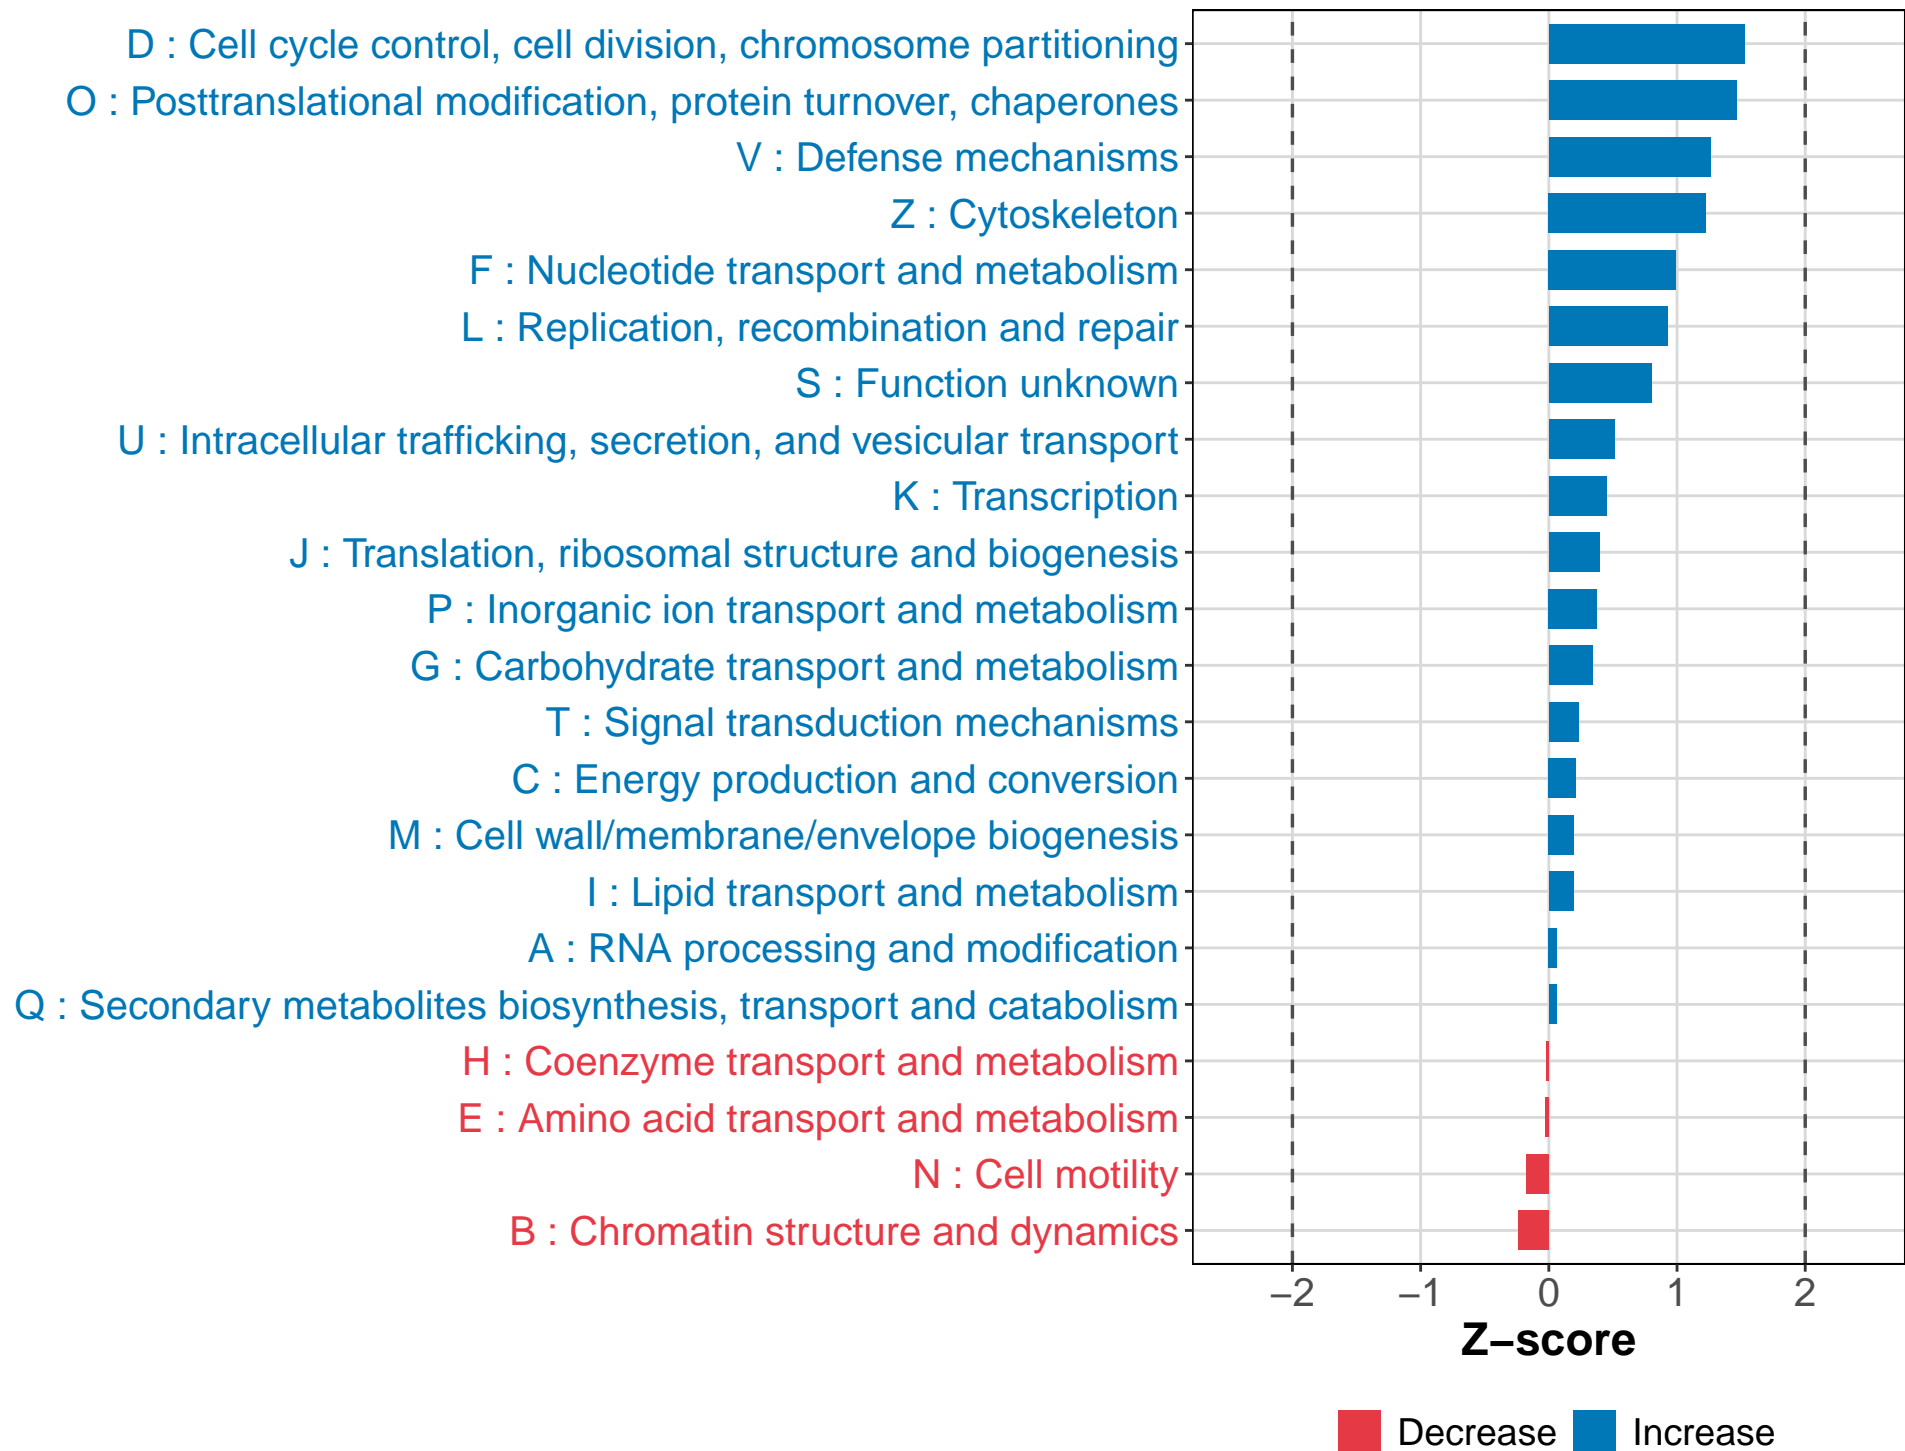 D : Cell cycle control, cell division, chromosome partitioning
O : Posttranslational modification, protein turnover, chaperones
V : Defense mechanisms
Z : Cytoskeleton
F : Nucleotide transport and metabolism
L : Replication, recombination and repair
S : Function unknown
U : Intracellular trafficking, secretion, and vesicular transport
K : Transcription
J : Translation, ribosomal structure and biogenesis
P : Inorganic ion transport and metabolism
G : Carbohydrate transport and metabolism
T : Signal transduction mechanisms
C : Energy production and conversion
M : Cell wall/membrane/envelope biogenesis
I : Lipid transport and metabolism
A : RNA processing and modification
Q : Secondary metabolites biosynthesis, transport and catabolism
H : Coenzyme transport and metabolism
E : Amino acid transport and metabolism
N : Cell motility
B : Chromatin structure and dynamics
−2 −1 0 1 2
Z−score
Decrease Increase